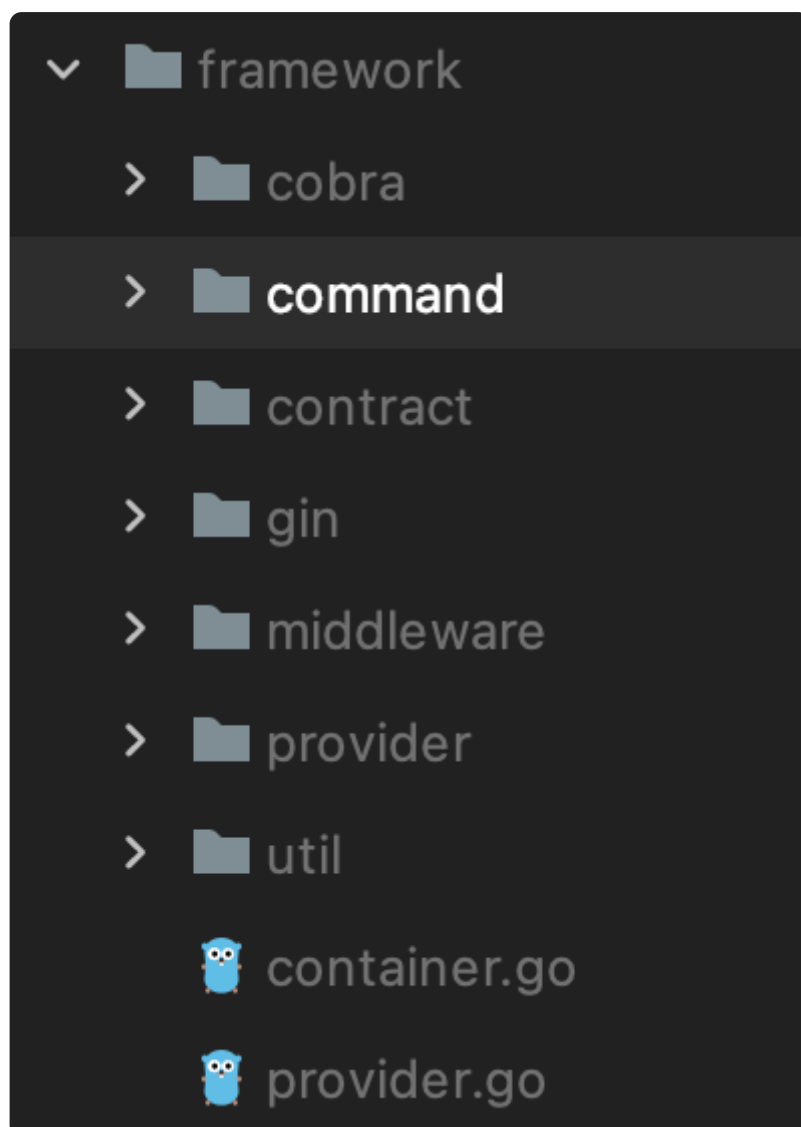 framework
cobra
command
contract
gin
middleware
provider
util
container.go
provider.go